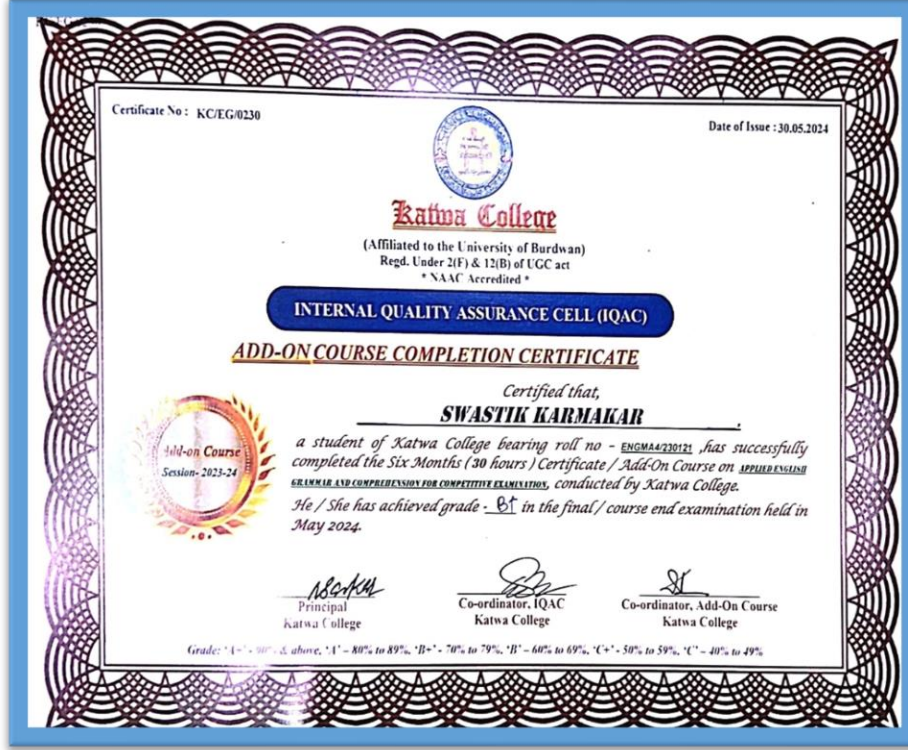 Certificate No : KC/EG/0230
Date of Issue : 30.05.2024
Katwa College
(Affiliated to the University of Burdwan)
Regd. Under 2(F) & 12(B) of UGC act
* NAAC Accredited *
INTERNAL QUALITY ASSURANCE CELL (IQAC)
ADD-ON COURSE COMPLETION CERTIFICATE
Certified that,
SWASTIK KARMAKAR
Add-on Course
Session- 2023-24
a student of Katwa College bearing roll no - ENGMA4/230121 ,has successfully
completed the Six Months (30 hours) Certificate / Add-On Course on APPLIED ENGLISH
GRAMMAR AND COMPREHENSION FOR COMPETITIVE EXAMINATION, conducted by Katwa College.
He / She has achieved grade - B+ in the final / course end examination held in
May 2024.
Principal
Katwa College
Co-ordinator, IQAC
Katwa College
Co-ordinator, Add-On Course
Katwa College
Grade: 'A+' - 90% & above, 'A' – 80% to 89%, 'B+' - 70% to 79%, 'B' – 60% to 69%, 'C+' - 50% to 59%, 'C' – 40% to 49%